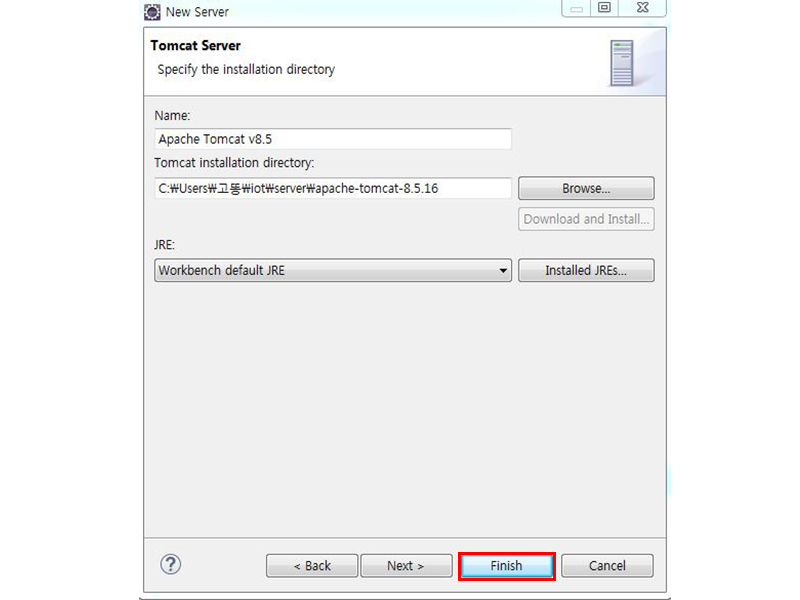 New Server
Tomcat Server
Specify the installation directory
Name:
Apache Tomcat v8.5
Tomcat installation directory:
C:₩Users₩고똥₩iot₩server₩apache-tomcat-8.5.16
Browse...
Download and Install...
JRE:
Workbench default JRE
Installed JREs...
< Back
Next >
Finish
Cancel